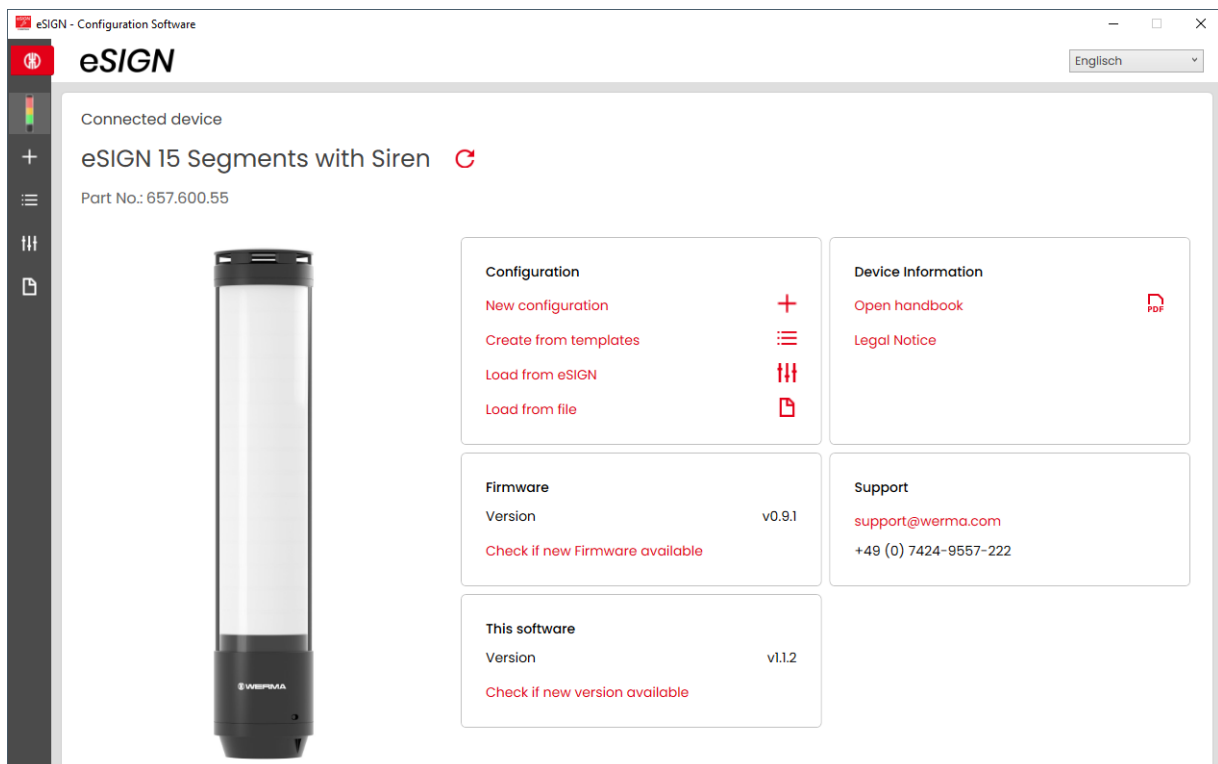 eSIGN - Configuration Software
eSIGN
Englisch
Connected device
eSIGN 15 Segments with Siren
Part No.: 657.600.55
Configuration
New configuration
Create from templates
Load from eSIGN
Load from file
Device Information
Open handbook
PDF
Legal Notice
Firmware
Version v0.9.1
Check if new Firmware available
Support
support@werma.com
+49 (0) 7424-9557-222
This software
Version v1.1.2
Check if new version available
WERMA